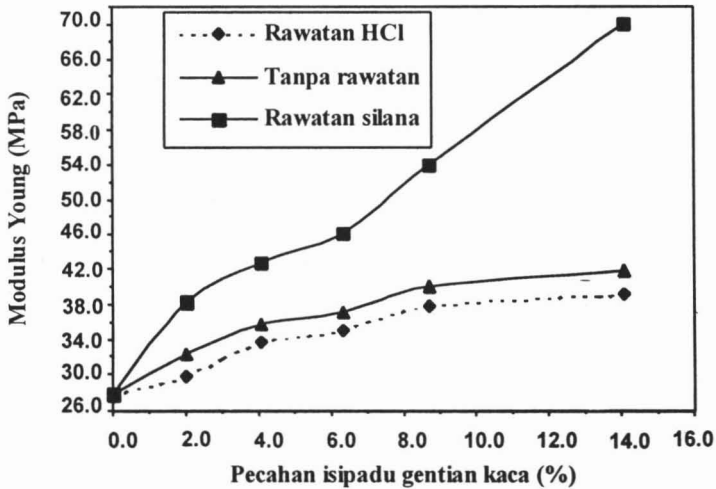 70.0
66.0
62.0
58.0
54.0
50.0
46.0
42.0
38.0
34.0
30.0
26.0
Modulus Young (MPa)
Rawatan HCl
Tanpa rawatan
Rawatan silana
0.0 2.0 4.0 6.0 8.0 10.0 12.0 14.0 16.0
Pecahan isipadu gentian kaca (%)